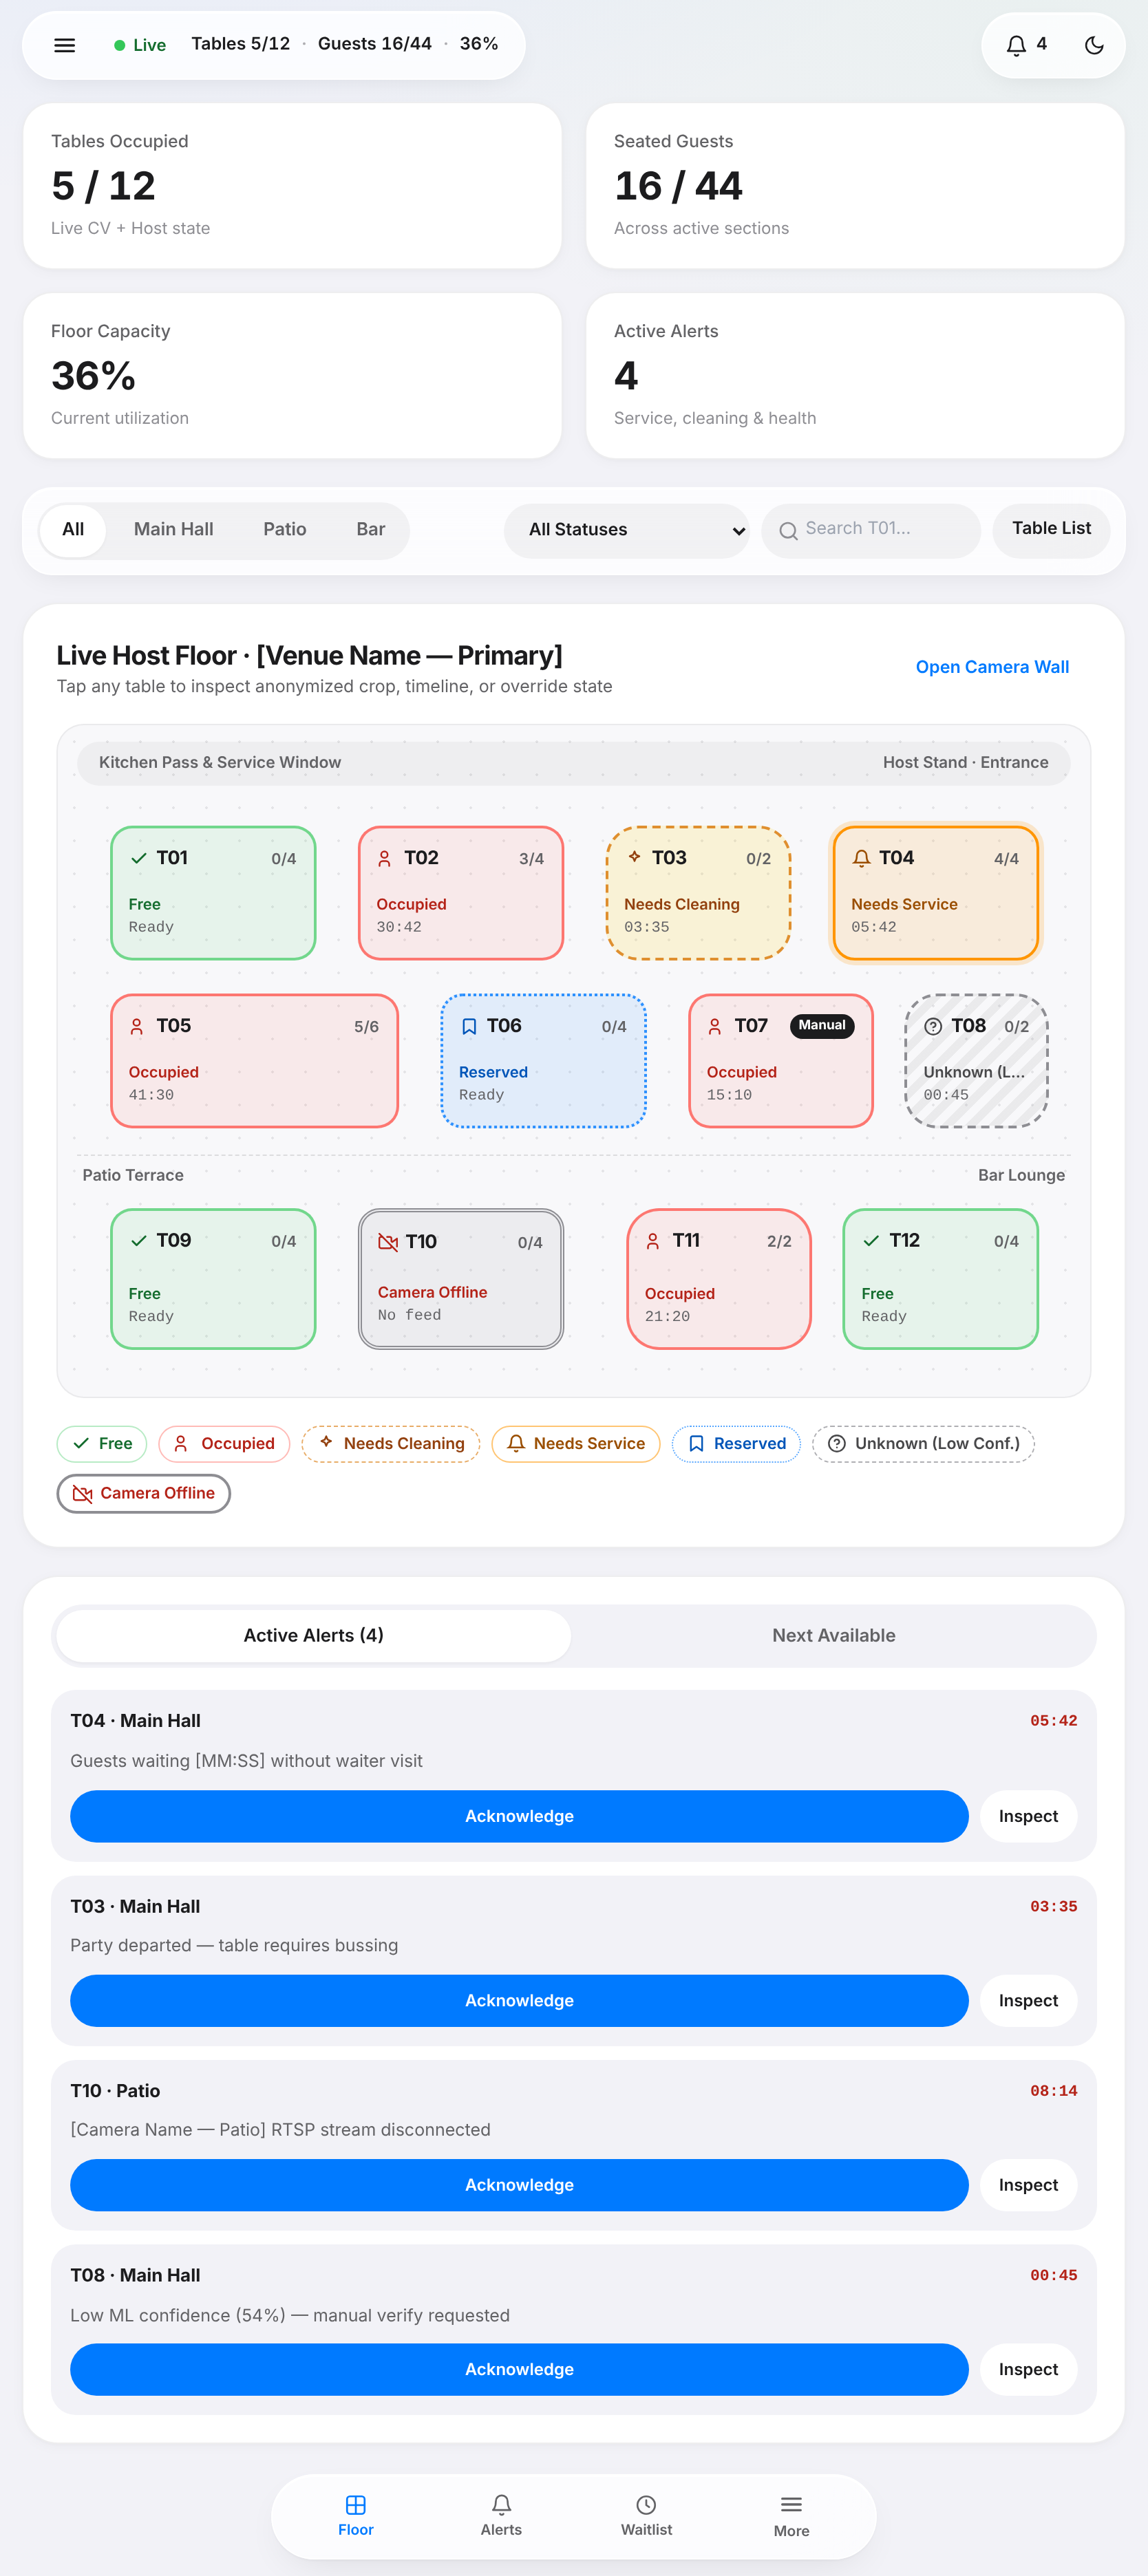 Live Tables 5/12 · Guests 16/44 · 36% 4
Tables Occupied
5 / 12
Live CV + Host state
Seated Guests
16 / 44
Across active sections
Floor Capacity
36%
Current utilization
Active Alerts
4
Service, cleaning & health
All Main Hall Patio Bar All Statuses Search T01... Table List
Live Host Floor · [Venue Name — Primary]
Tap any table to inspect anonymized crop, timeline, or override state
Open Camera Wall
Kitchen Pass & Service Window Host Stand · Entrance
T01 0/4
Free
Ready
T02 3/4
Occupied
30:42
T03 0/2
Needs Cleaning
03:35
T04 4/4
Needs Service
05:42
T05 5/6
Occupied
41:30
T06 0/4
Reserved
Ready
T07 Manual
Occupied
15:10
T08 0/2
Unknown (L...
00:45
Patio Terrace Bar Lounge
T09 0/4
Free
Ready
T10 0/4
Camera Offline
No feed
T11 2/2
Occupied
21:20
T12 0/4
Free
Ready
Free Occupied Needs Cleaning Needs Service Reserved Unknown (Low Conf.)
Camera Offline
Active Alerts (4) Next Available
T04 · Main Hall 05:42
Guests waiting [MM:SS] without waiter visit
Acknowledge Inspect
T03 · Main Hall 03:35
Party departed — table requires bussing
Acknowledge Inspect
T10 · Patio 08:14
[Camera Name — Patio] RTSP stream disconnected
Acknowledge Inspect
T08 · Main Hall 00:45
Low ML confidence (54%) — manual verify requested
Acknowledge Inspect
Floor Alerts Waitlist More